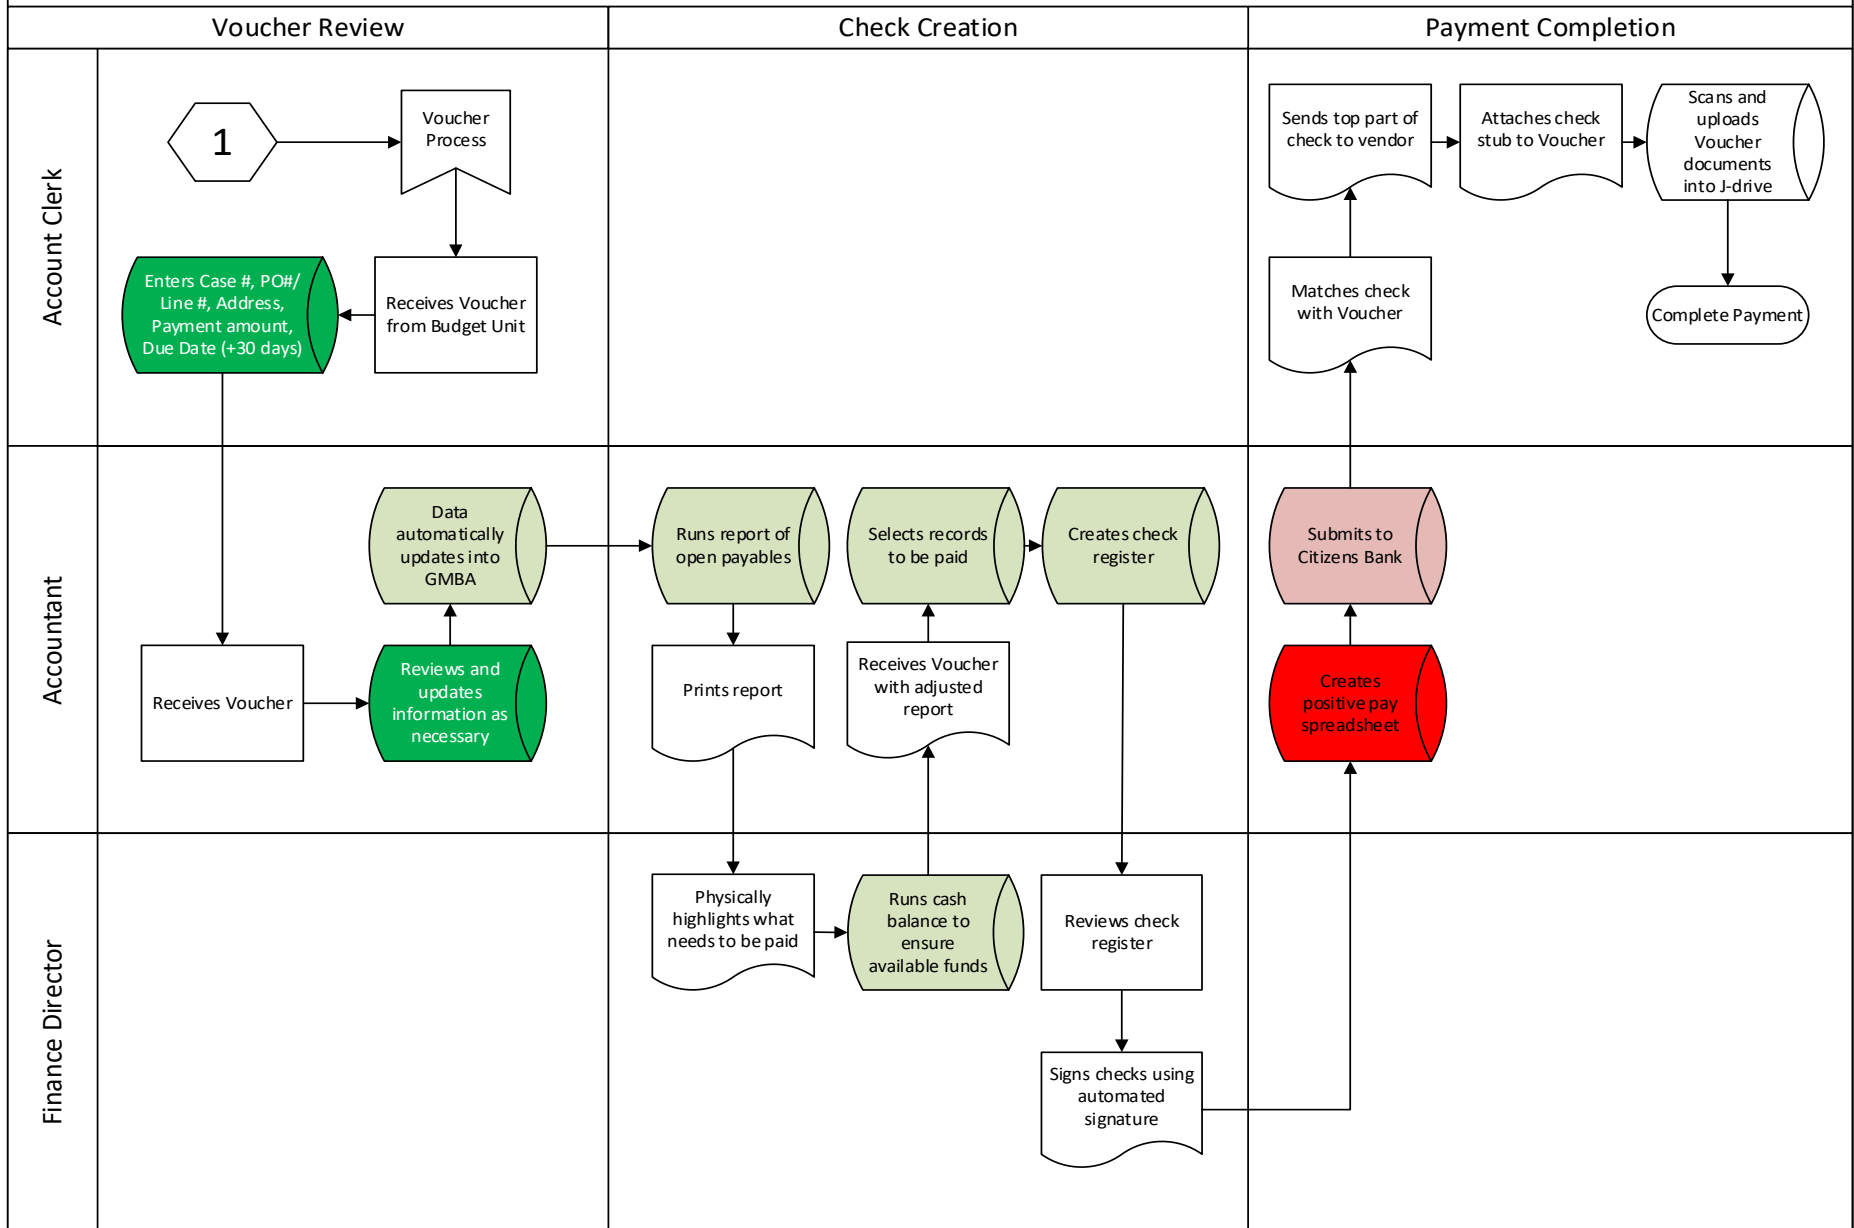 Voucher Review
Check Creation
Payment Completion
Account Clerk
1
Voucher
Process
Receives Voucher
from Budget Unit
Enters Case #, PO#/
Line #, Address,
Payment amount,
Due Date (+30 days)
Sends top part of
check to vendor
Attaches check
stub to Voucher
Scans and
uploads
Voucher
documents
into J-drive
Matches check
with Voucher
Complete Payment
Accountant
Receives Voucher
Reviews and
updates
information as
necessary
Data
automatically
updates into
GMBA
Runs report of
open payables
Prints report
Selects records
to be paid
Receives Voucher
with adjusted
report
Creates check
register
Submits to
Citizens Bank
Creates
positive pay
spreadsheet
Finance Director
Physically
highlights what
needs to be paid
Runs cash
balance to
ensure
available funds
Reviews check
register
Signs checks using
automated
signature